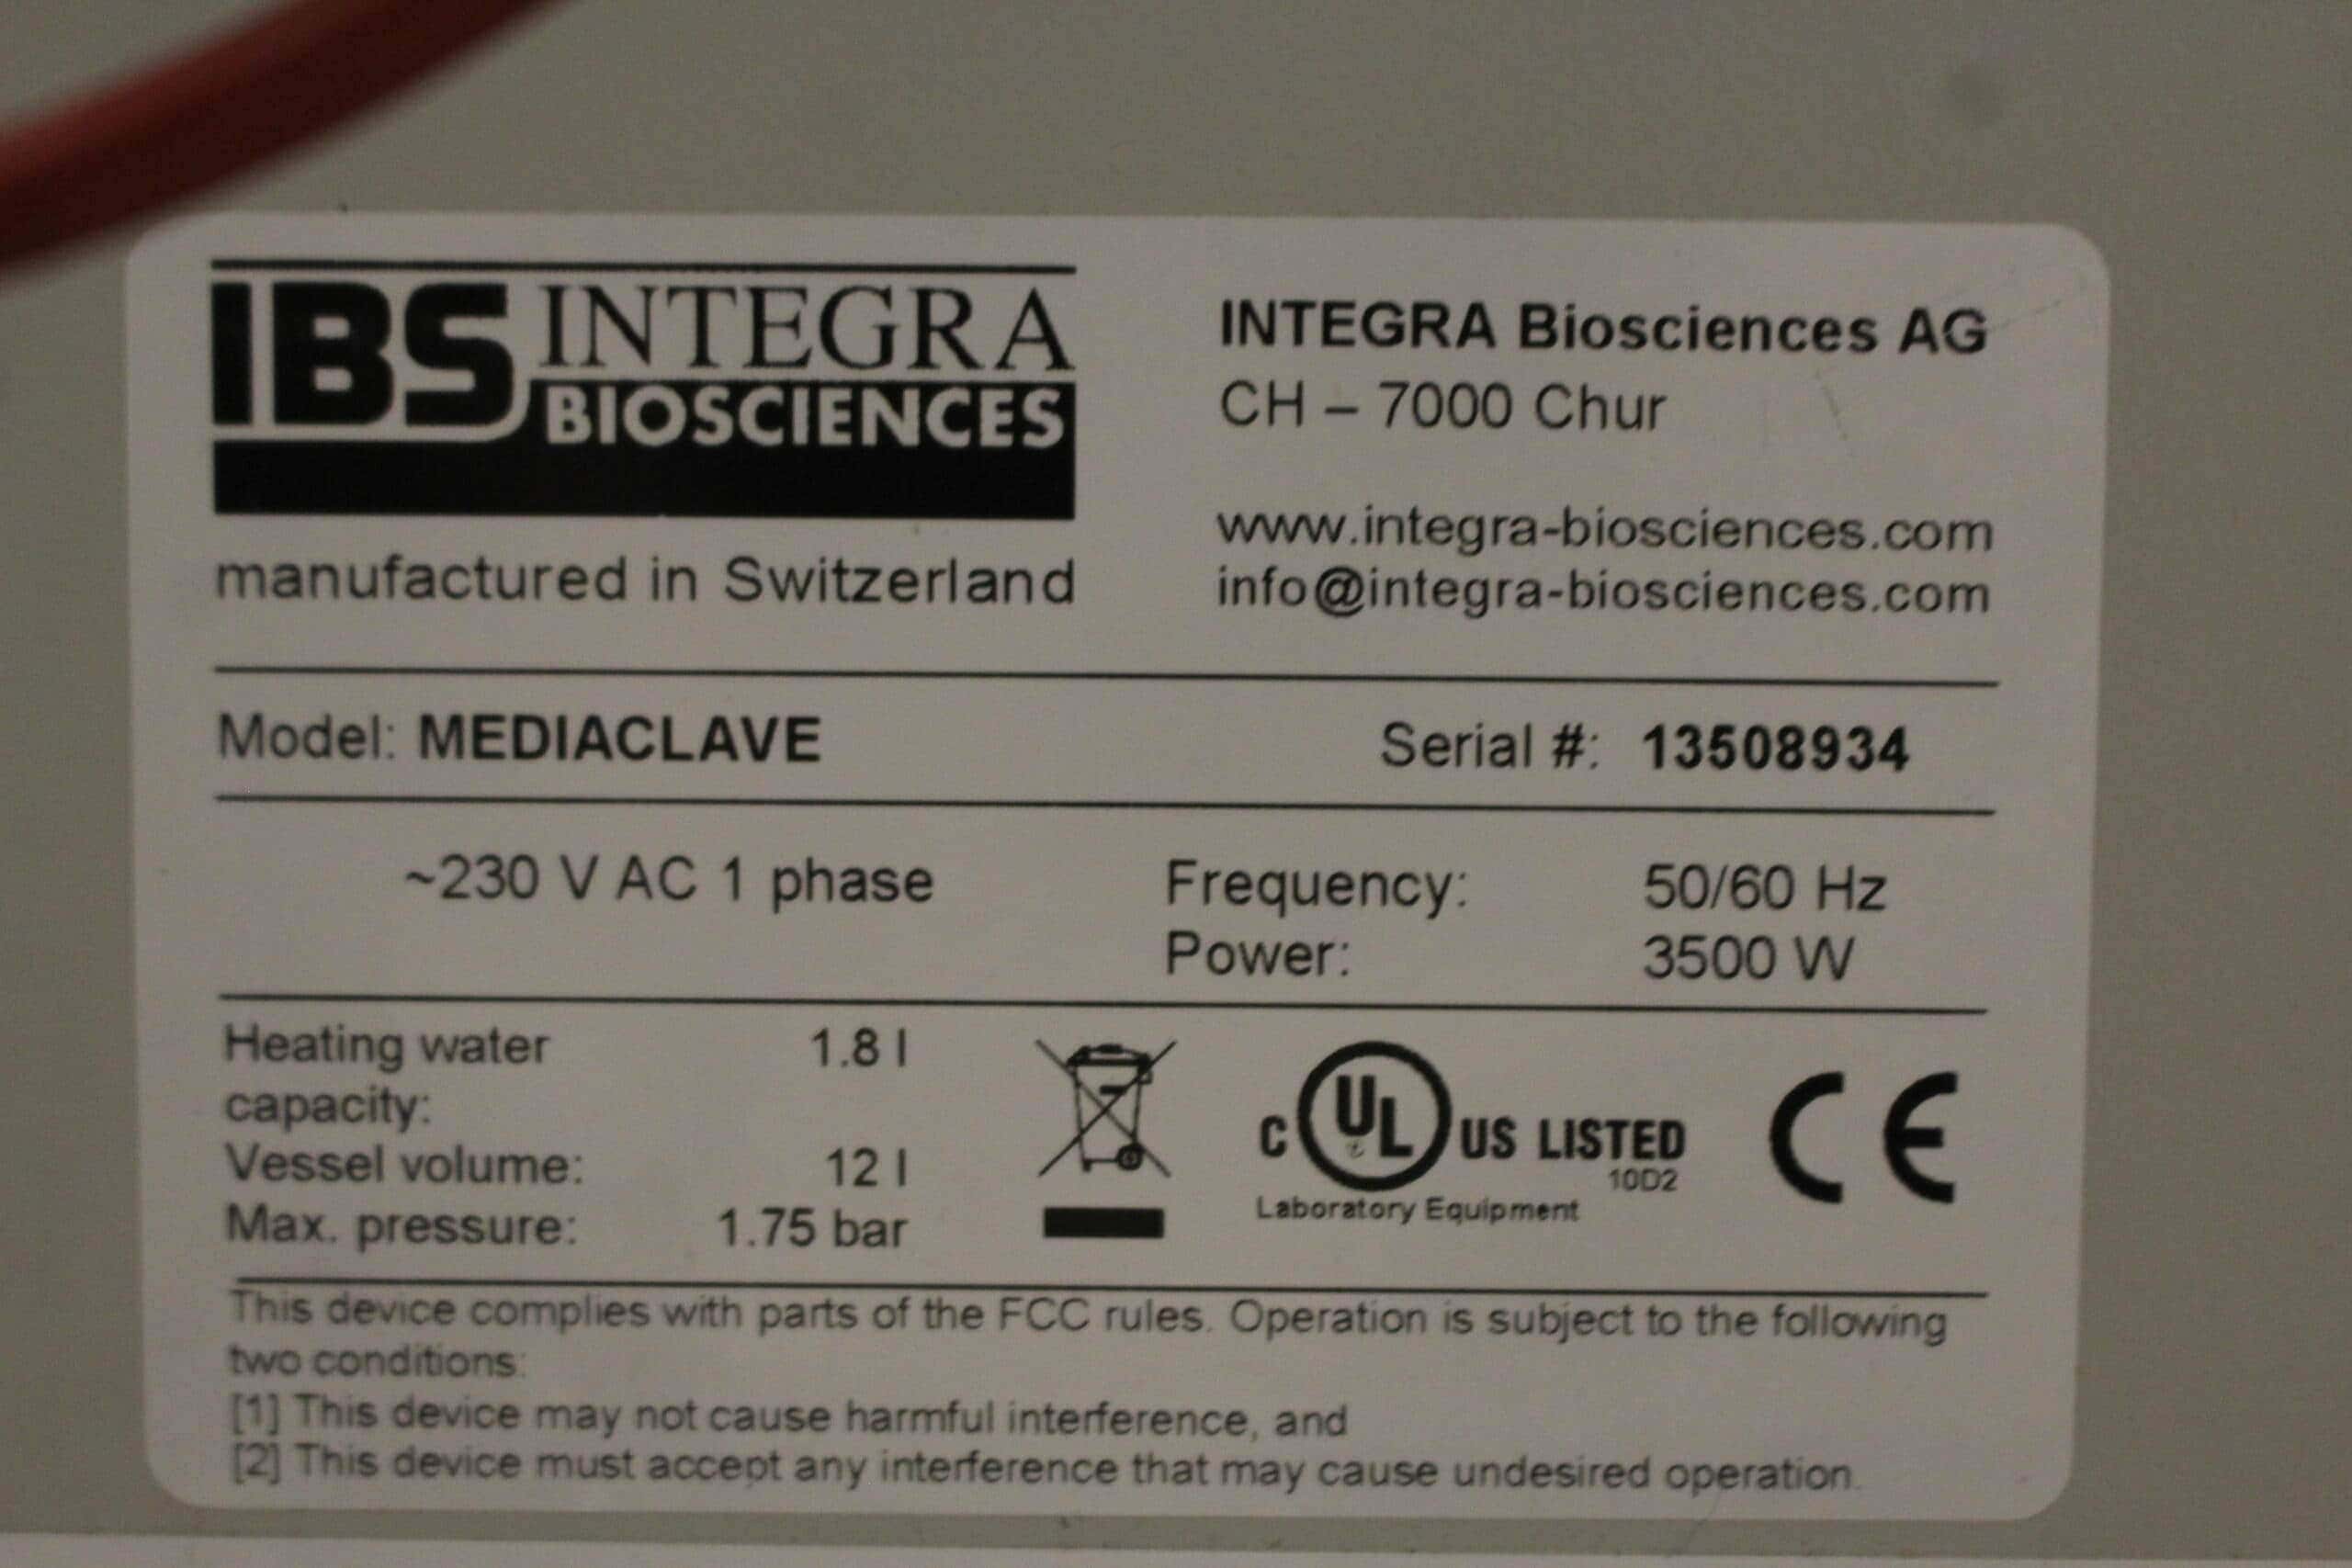 IBS INTEGRA
BIOSCIENCES
manufactured in Switzerland
INTEGRA Biosciences AG
CH – 7000 Chur
www.integra-biosciences.com
info@integra-biosciences.com
Model: MEDIACLAVE
Serial #: 13508934
~230 V AC 1 phase
Frequency: 50/60 Hz
Power: 3500 W
Heating water 1.8 l
capacity:
Vessel volume: 12 l
Max. pressure: 1.75 bar
C UL US LISTED
10D2
Laboratory Equipment
CE
This device complies with parts of the FCC rules. Operation is subject to the following
two conditions:
[1] This device may not cause harmful interference, and
[2] This device must accept any interference that may cause undesired operation.